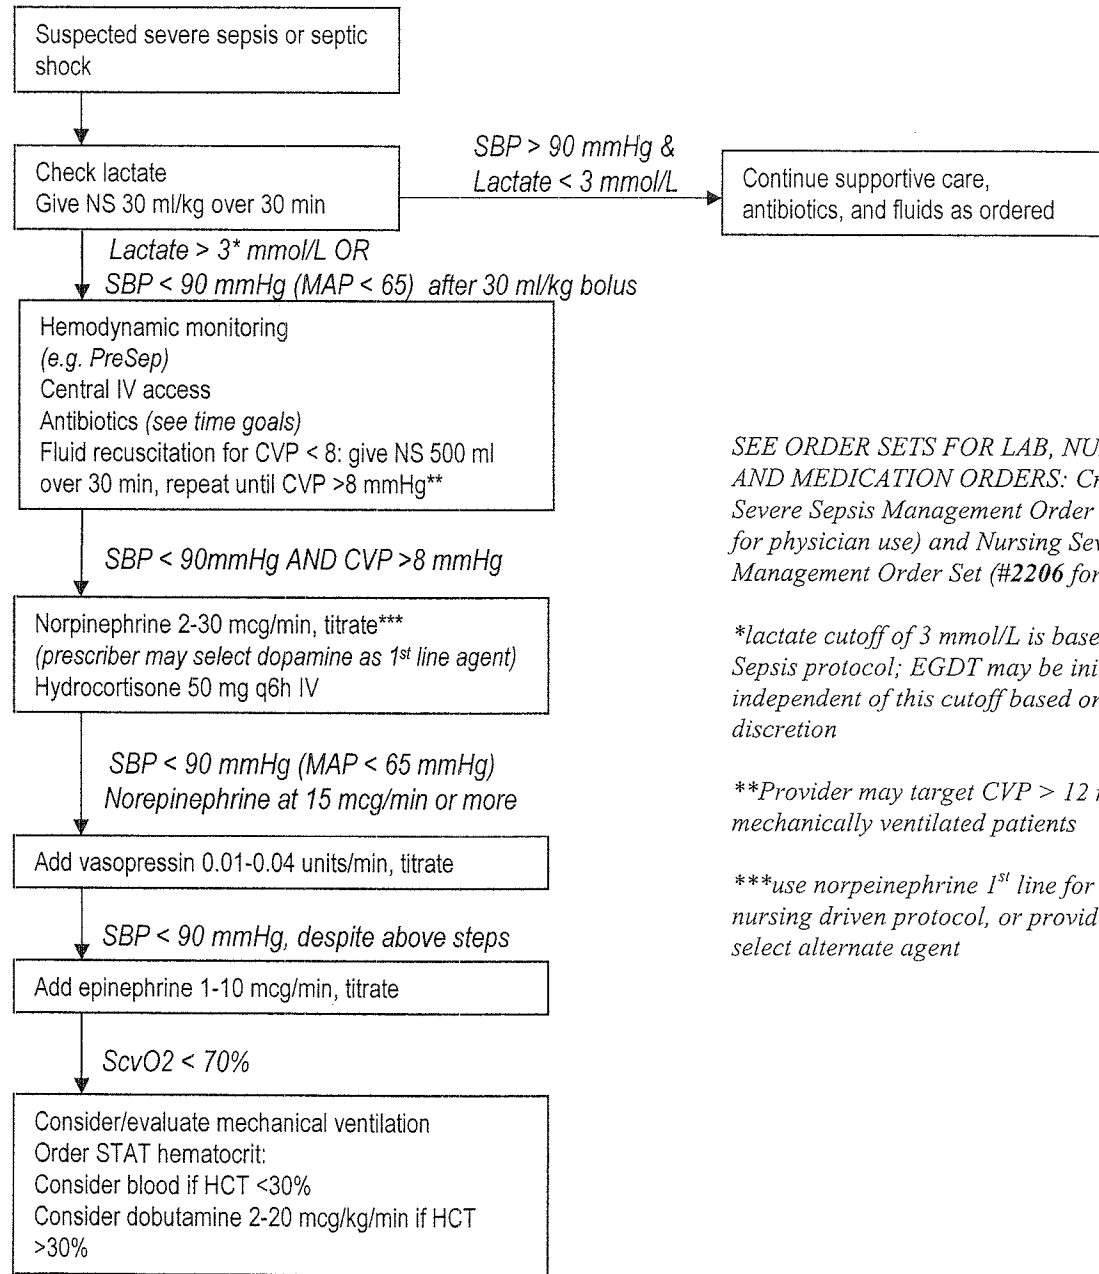 Suspected severe sepsis or septic
shock
Check lactate
Give NS 30 ml/kg over 30 min
SBP > 90 mmHg &
Lactate < 3 mmol/L
Continue supportive care,
antibiotics, and fluids as ordered
Lactate > 3* mmol/L OR
SBP < 90 mmHg (MAP < 65) after 30 ml/kg bolus
Hemodynamic monitoring
(e.g. PreSep)
Central IV access
Antibiotics (see time goals)
Fluid recuscitation for CVP < 8: give NS 500 ml
over 30 min, repeat until CVP >8 mmHg**
SBP < 90mmHg AND CVP >8 mmHg
Norpinephrine 2-30 mcg/min, titrate***
(prescriber may select dopamine as 1st line agent)
Hydrocortisone 50 mg q6h IV
SBP < 90 mmHg (MAP < 65 mmHg)
Norepinephrine at 15 mcg/min or more
Add vasopressin 0.01-0.04 units/min, titrate
SBP < 90 mmHg, despite above steps
Add epinephrine 1-10 mcg/min, titrate
ScvO2 < 70%
Consider/evaluate mechanical ventilation
Order STAT hematocrit:
Consider blood if HCT <30%
Consider dobutamine 2-20 mcg/kg/min if HCT
>30%
SEE ORDER SETS FOR LAB,
AND MEDICATION ORDERS:
Severe Sepsis Management Order
for physician use) and Nursing
Management Order Set (#2206 for
*lactate cutoff of 3 mmol/L is
Sepsis protocol; EGDT may be
independent of this cutoff based
discretion
**Provider may target CVP > 12
mechanically ventilated patients
***use norpeinephrine 1st line for
nursing driven protocol, or
select alternate agent